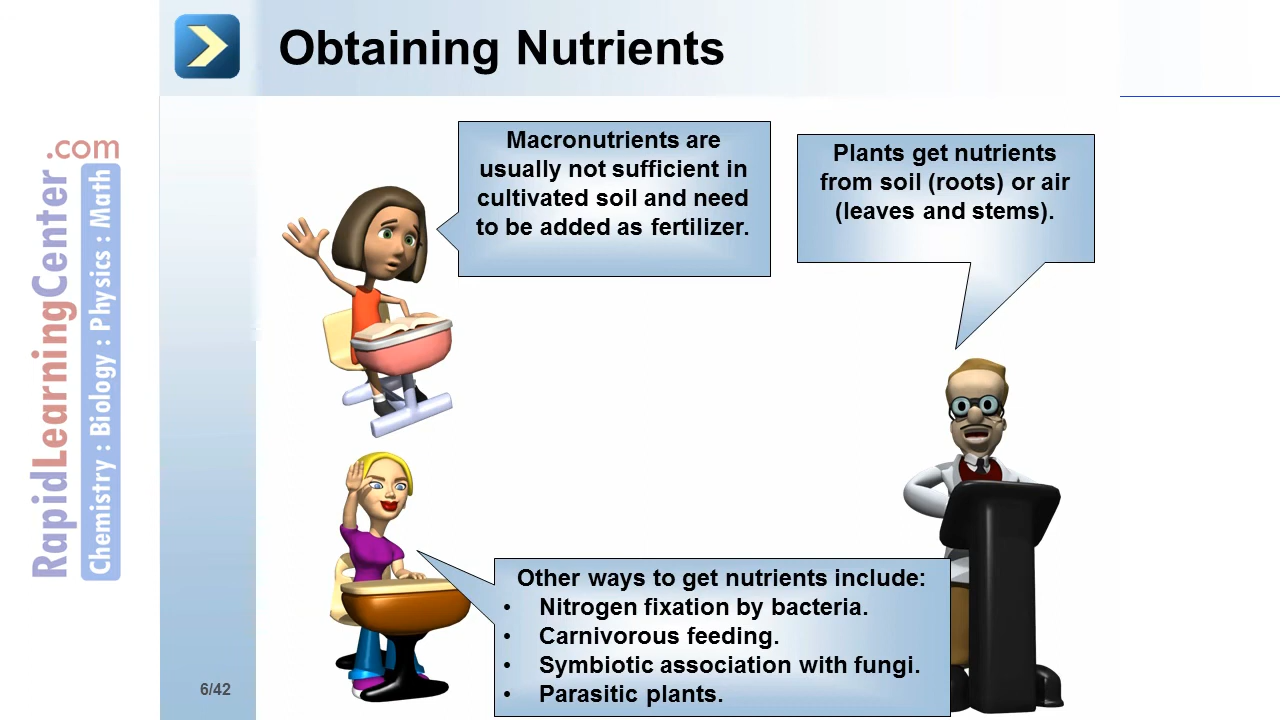 Obtaining Nutrients
Macronutrients are
usually not sufficient in
cultivated soil and need
to be added as fertilizer.
Plants get nutrients
from soil (roots) or air
(leaves and stems).
Other ways to get nutrients include:
• Nitrogen fixation by bacteria.
• Carnivorous feeding.
• Symbiotic association with fungi.
• Parasitic plants.
RapidLearningCenter.com
Chemistry : Biology : Physics : Math
6/42